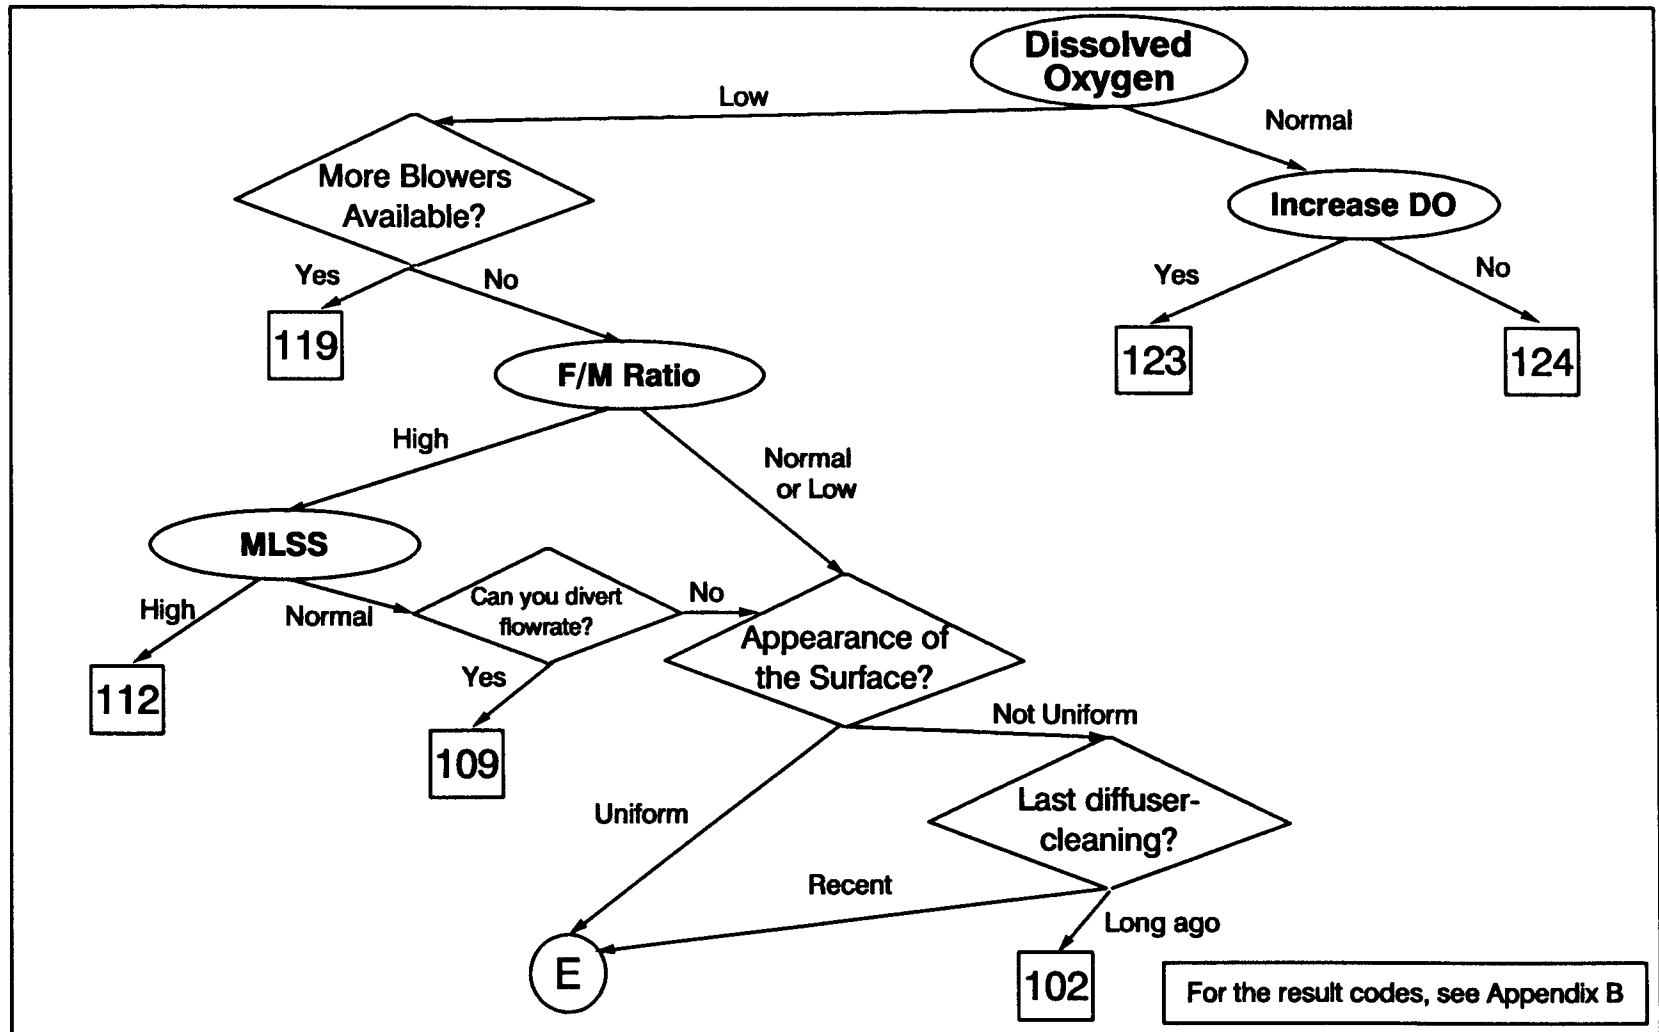 Dissolved
Oxygen
Low
Normal
More Blowers
Available?
Increase DO
Yes
No
Yes
No
119
123
124
F/M Ratio
High
Normal
or Low
MLSS
Can you divert
flowrate?
No
High
Normal
Appearance of
the Surface?
Yes
112
109
Not Uniform
Uniform
Last diffuser-
cleaning?
Recent
Long ago
E
102
For the result codes, see Appendix B